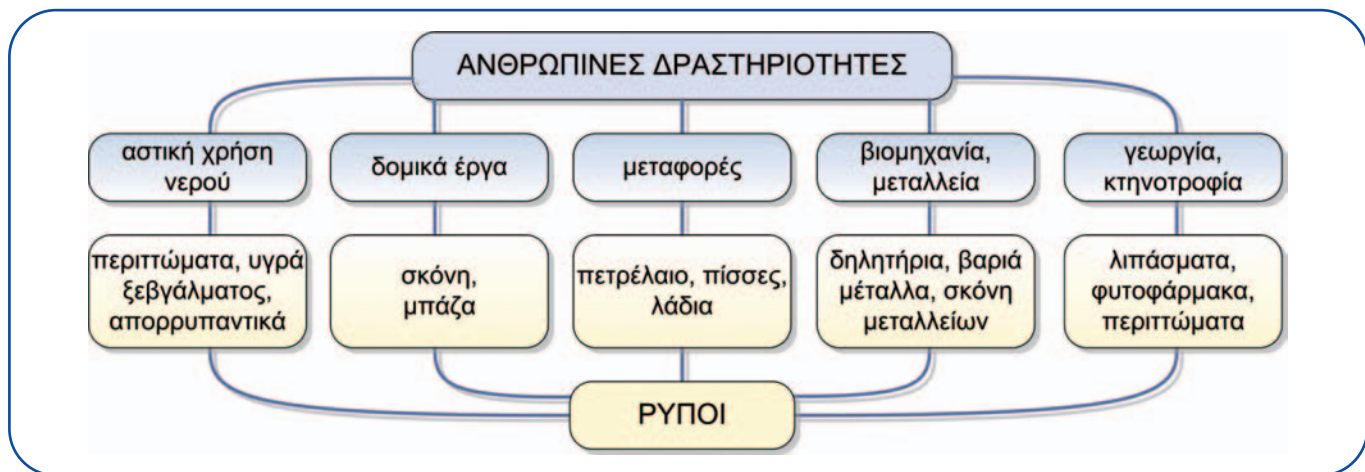 ΑΝΘΡΩΠΙΝΕΣ ΔΡΑΣΤΗΡΙΟΤΗΤΕΣ
αστική χρήση
νερού
δομικά έργα
μεταφορές
βιομηχανία,
μεταλλεία
γεωργία,
κτηνοτροφία
περιττώματα, υγρά
ξεβγάλματος,
απορρυπαντικά
σκόνη,
μπάζα
πετρέλαιο, πίσσες,
λάδια
δηλητήρια, βαριά
μέταλλα, σκόνη
μεταλλείων
λιπάσματα,
φυτοφάρμακα,
περιττώματα
ΡΥΠΟΙ